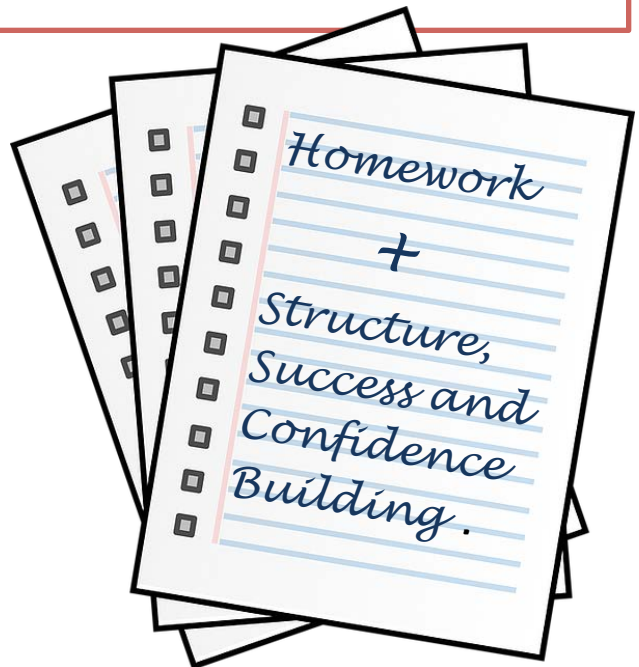 Homework
+
Structure,
Success and
Confidence
Building .